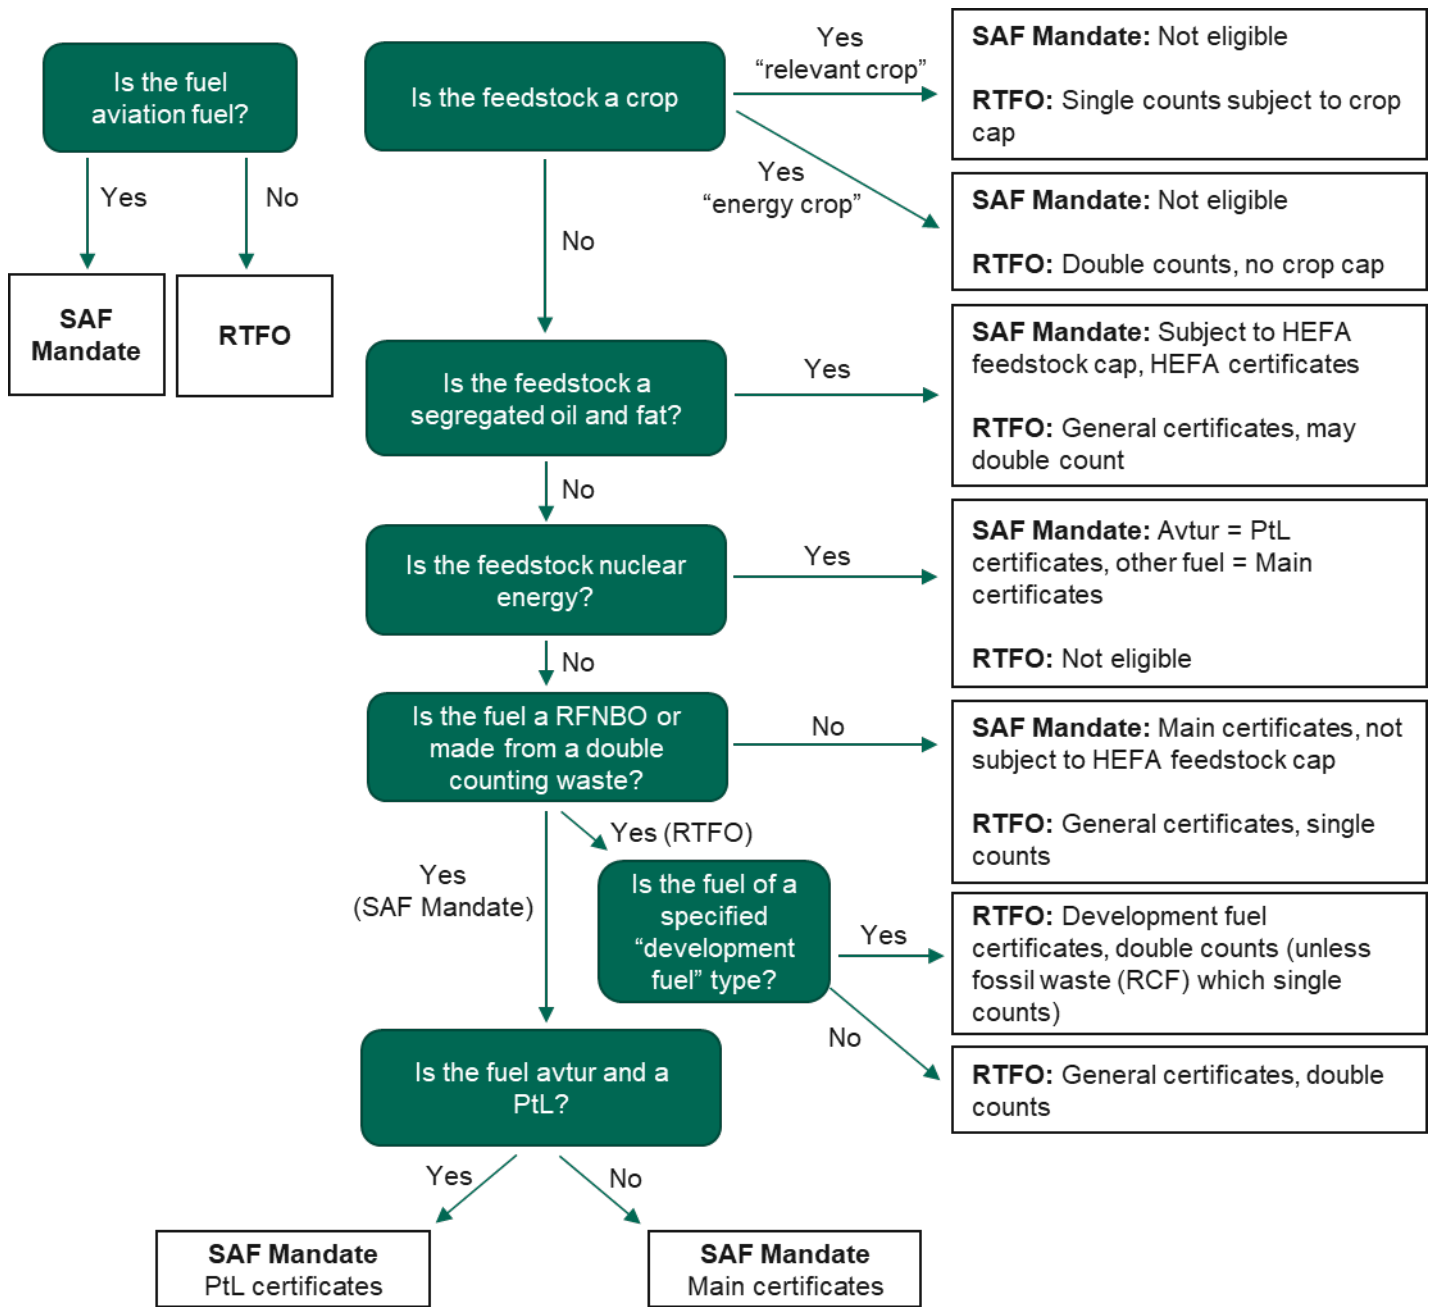 Is the fuel
aviation fuel?
Yes
No
SAF
Mandate
RTFO
Is the feedstock a crop
Yes
“relevant crop”
SAF Mandate: Not eligible
RTFO: Single counts subject to crop
cap
Yes
“energy crop”
SAF Mandate: Not eligible
RTFO: Double counts, no crop cap
No
Is the feedstock a
segregated oil and fat?
Yes
SAF Mandate: Subject to HEFA
feedstock cap, HEFA certificates
RTFO: General certificates, may
double count
No
Is the feedstock nuclear
energy?
Yes
SAF Mandate: Avtur = PtL
certificates, other fuel = Main
certificates
RTFO: Not eligible
No
Is the fuel a RFNBO or
made from a double
counting waste?
No
SAF Mandate: Main certificates, not
subject to HEFA feedstock cap
RTFO: General certificates, single
counts
Yes (RTFO)
Yes
(SAF Mandate)
Is the fuel of a
specified
“development
fuel” type?
Yes
RTFO: Development fuel
certificates, double counts (unless
fossil waste (RCF) which single
counts)
No
RTFO: General certificates, double
counts
Is the fuel avtur and a
PtL?
Yes
No
SAF Mandate
PtL certificates
SAF Mandate
Main certificates